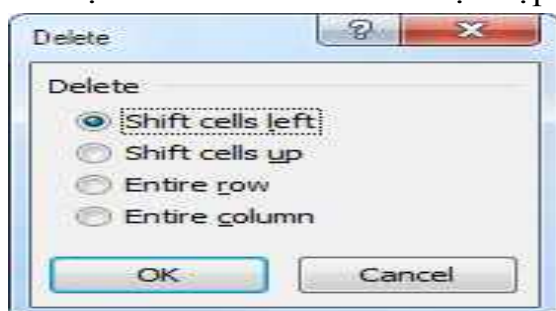 Delete
Delete
Shift cells left
Shift cells up
Entire row
Entire column
OK
Cancel